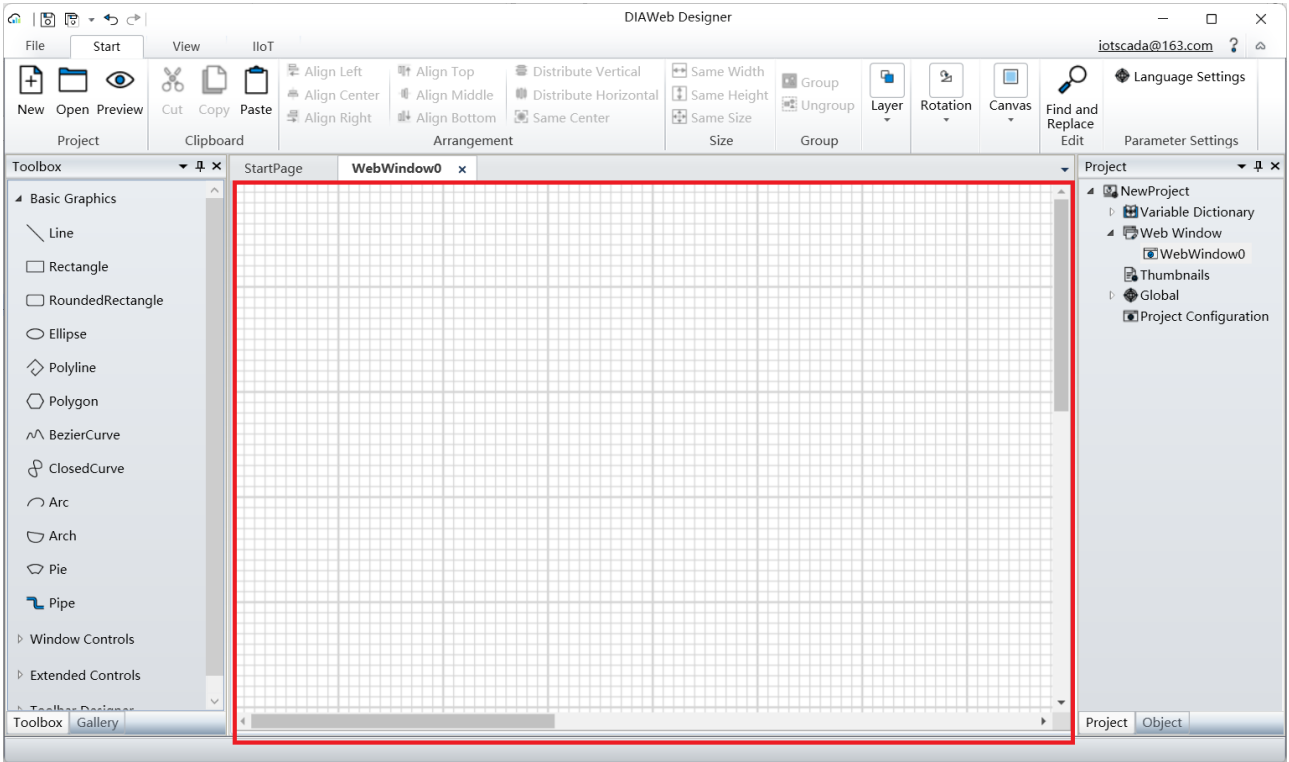 DIAWeb Designer
File Start View IIoT iotscada@163.com ?
New Open Preview Cut Copy Paste
Align Left Align Top Distribute Vertical Same Width
Align Center Align Middle Distribute Horizontal Same Height
Align Right Align Bottom Same Center Same Size
Group
Ungroup
Layer Rotation Canvas Find and Replace
Language Settings
Project Clipboard Arrangement Size Group Edit Parameter Settings
Toolbox
Basic Graphics
Line
Rectangle
RoundedRectangle
Ellipse
Polyline
Polygon
BezierCurve
ClosedCurve
Arc
Arch
Pie
Pipe
Window Controls
Extended Controls
Toolbar Designer
Toolbox Gallery
StartPage WebWindow0 x
Project
NewProject
Variable Dictionary
Web Window
WebWindow0
Thumbnails
Global
Project Configuration
Project Object